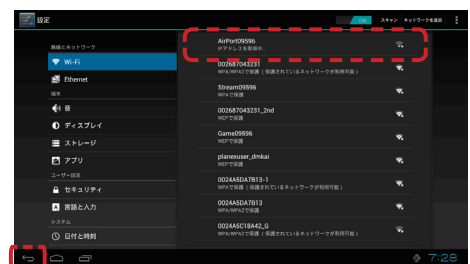 設定
ON
スキャン
ネットワークを追加
無線とネットワーク
Wi-Fi
Ethernet
端末
音
ディスプレイ
ストレージ
アプリ
ユーザー設定
セキュリティ
言語と入力
システム
日付と時刻
AirPort09596
IPアドレスを取得中...
002687043231
WPA/WPA2で保護(保護されているネットワークが利用可能)
Stream09596
WPAで保護
002687043231_2nd
WEPで保護
Game09596
WEPで保護
planexuser_dmkai
WEPで保護
0024A5DA7B13-1
WPAで保護(保護されているネットワークが利用可能)
0024A5DA7B13
WPA/WPA2で保護
0024A5C18A42_G
WPA/WPA2で保護(保護されているネットワークが利用可能)
7:28